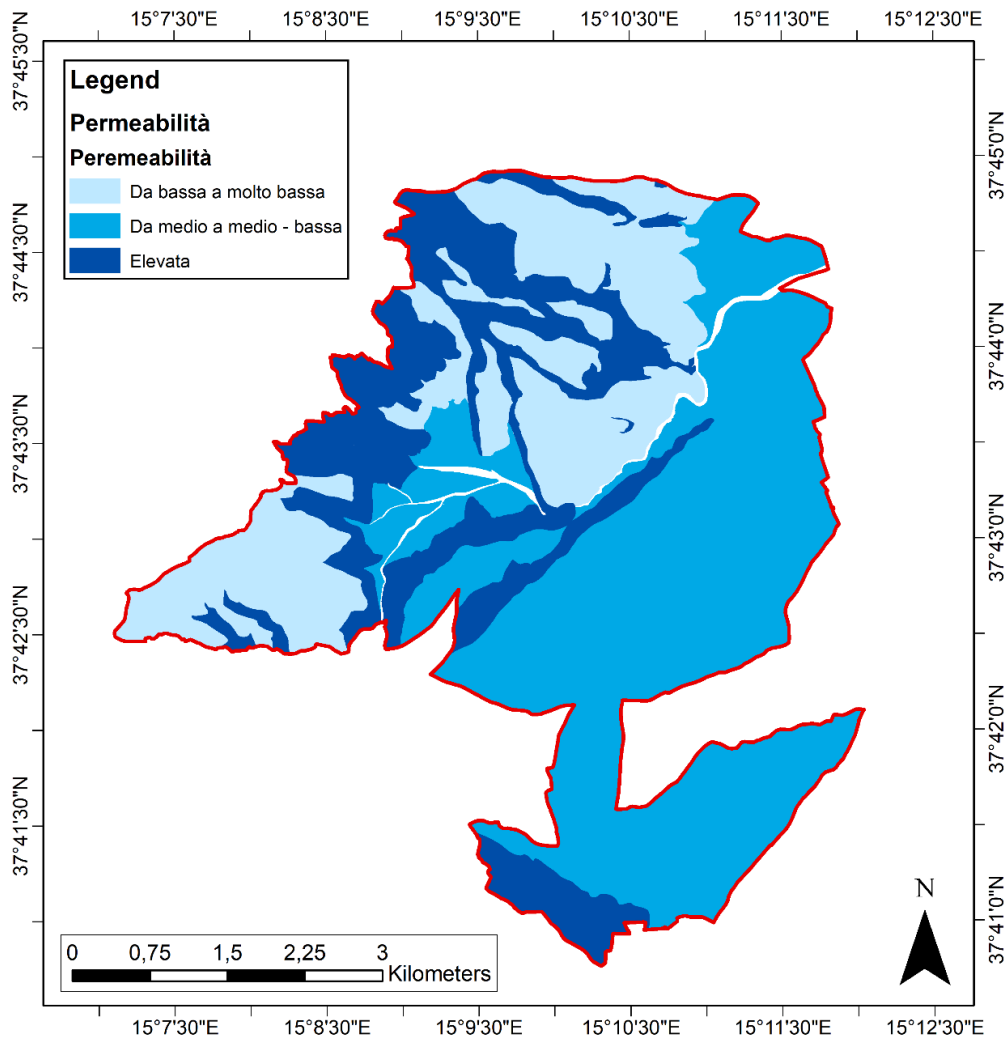 15°7'30"E 15°8'30"E 15°9'30"E 15°10'30"E 15°11'30"E 15°12'30"E
37°45'30"N
37°44'30"N
37°43'30"N
37°42'30"N
37°41'30"N
Legend
Permeabilità
Peremeabilità
Da bassa a molto bassa
Da medio a medio - bassa
Elevata
37°45'0"N
37°44'0"N
37°43'0"N
37°42'0"N
37°41'0"N
N
0 0,75 1,5 2,25 3
Kilometers
15°7'30"E 15°8'30"E 15°9'30"E 15°10'30"E 15°11'30"E 15°12'30"E